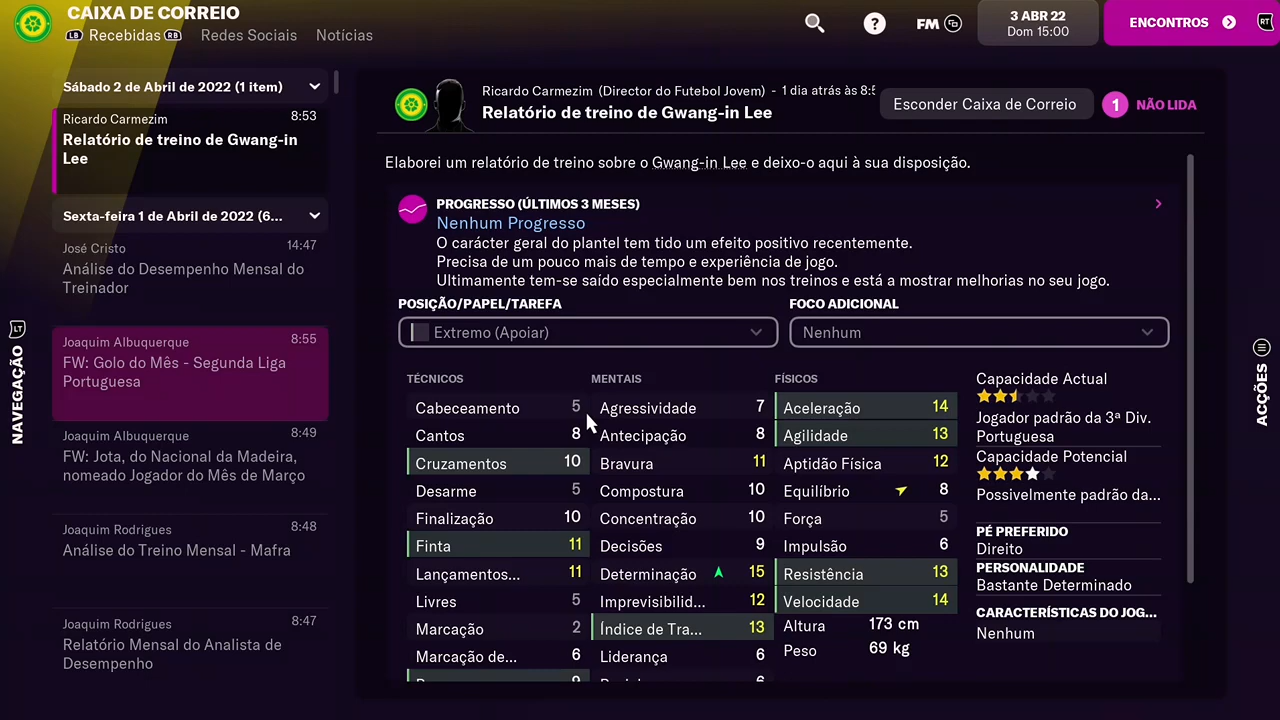 CAIXA DE CORREIO
LB Recebidas RB Redes Sociais Notícias
?
FM
3 ABR 22
Dom 15:00
ENCONTROS
RT
Sábado 2 de Abril de 2022 (1 item)
Ricardo Carmezim 8:53
Relatório de treino de Gwang-in
Lee
Sexta-feira 1 de Abril de 2022 (6...
José Cristo 14:47
Análise do Desempenho Mensal do
Treinador
Joaquim Albuquerque 8:55
FW: Golo do Mês - Segunda Liga
Portuguesa
Joaquim Albuquerque 8:49
FW: Jota, do Nacional da Madeira,
nomeado Jogador do Mês de Março
Joaquim Rodrigues 8:48
Análise do Treino Mensal - Mafra
Joaquim Rodrigues 8:47
Relatório Mensal do Analista de
Desempenho
LT
NAVEGAÇÃO
Ricardo Carmezim (Director do Futebol Jovem) - 1 dia atrás às 8:5
Relatório de treino de Gwang-in Lee
Esconder Caixa de Correio
1 NÃO LIDA
Elaborei um relatório de treino sobre o Gwang-in Lee e deixo-o aqui à sua disposição.
PROGRESSO (ÚLTIMOS 3 MESES)
Nenhum Progresso
O carácter geral do plantel tem tido um efeito positivo recentemente.
Precisa de um pouco mais de tempo e experiência de jogo.
Ultimamente tem-se saído especialmente bem nos treinos e está a mostrar melhorias no seu jogo.
POSIÇÃO/PAPEL/TAREFA
Extremo (Apoiar)
FOCO ADICIONAL
Nenhum
TÉCNICOS
Cabeceamento 5
Cantos 8
Cruzamentos 10
Desarme 5
Finalização 10
Finta 11
Lançamentos... 11
Livres 5
Marcação 2
Marcação de... 6
9
MENTAIS
Agressividade 7
Antecipação 8
Bravura 11
Compostura 10
Concentração 10
Decisões 9
Determinação 15
Imprevisibilid... 12
Índice de Tra... 13
Liderança 6
6
FÍSICOS
Aceleração 14
Agilidade 13
Aptidão Física 12
Equilíbrio 8
Força 5
Impulsão 6
Resistência 13
Velocidade 14
Altura 173 cm
Peso 69 kg
Capacidade Actual
Jogador padrão da 3ª Div.
Portuguesa
Capacidade Potencial
Possivelmente padrão da...
PÉ PREFERIDO
Direito
PERSONALIDADE
Bastante Determinado
CARACTERÍSTICAS DO JOG...
Nenhum
ACÇÕES